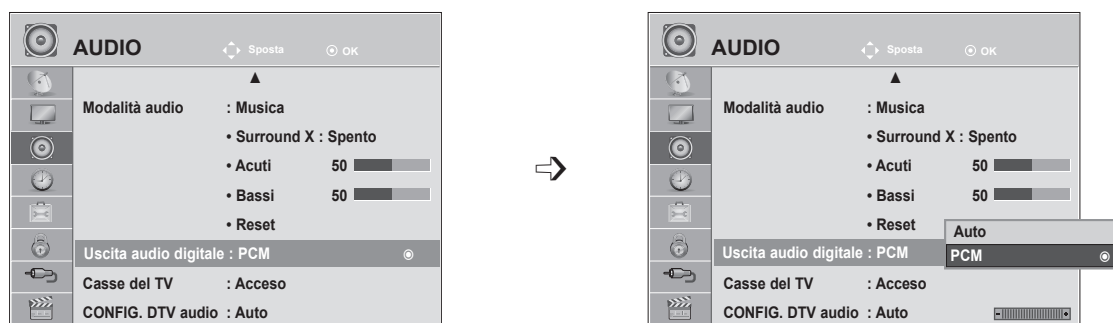 AUDIO Sposta OK
Modalità audio : Musica
• Surround X : Spento
• Acuti 50
• Bassi 50
• Reset
Uscita audio digitale : PCM
Casse del TV : Acceso
CONFIG. DTV audio : Auto
AUDIO Sposta OK
Modalità audio : Musica
• Surround X : Spento
• Acuti 50
• Bassi 50
• Reset
Auto
Uscita audio digitale : PCM PCM
Casse del TV : Acceso
CONFIG. DTV audio : Auto - +